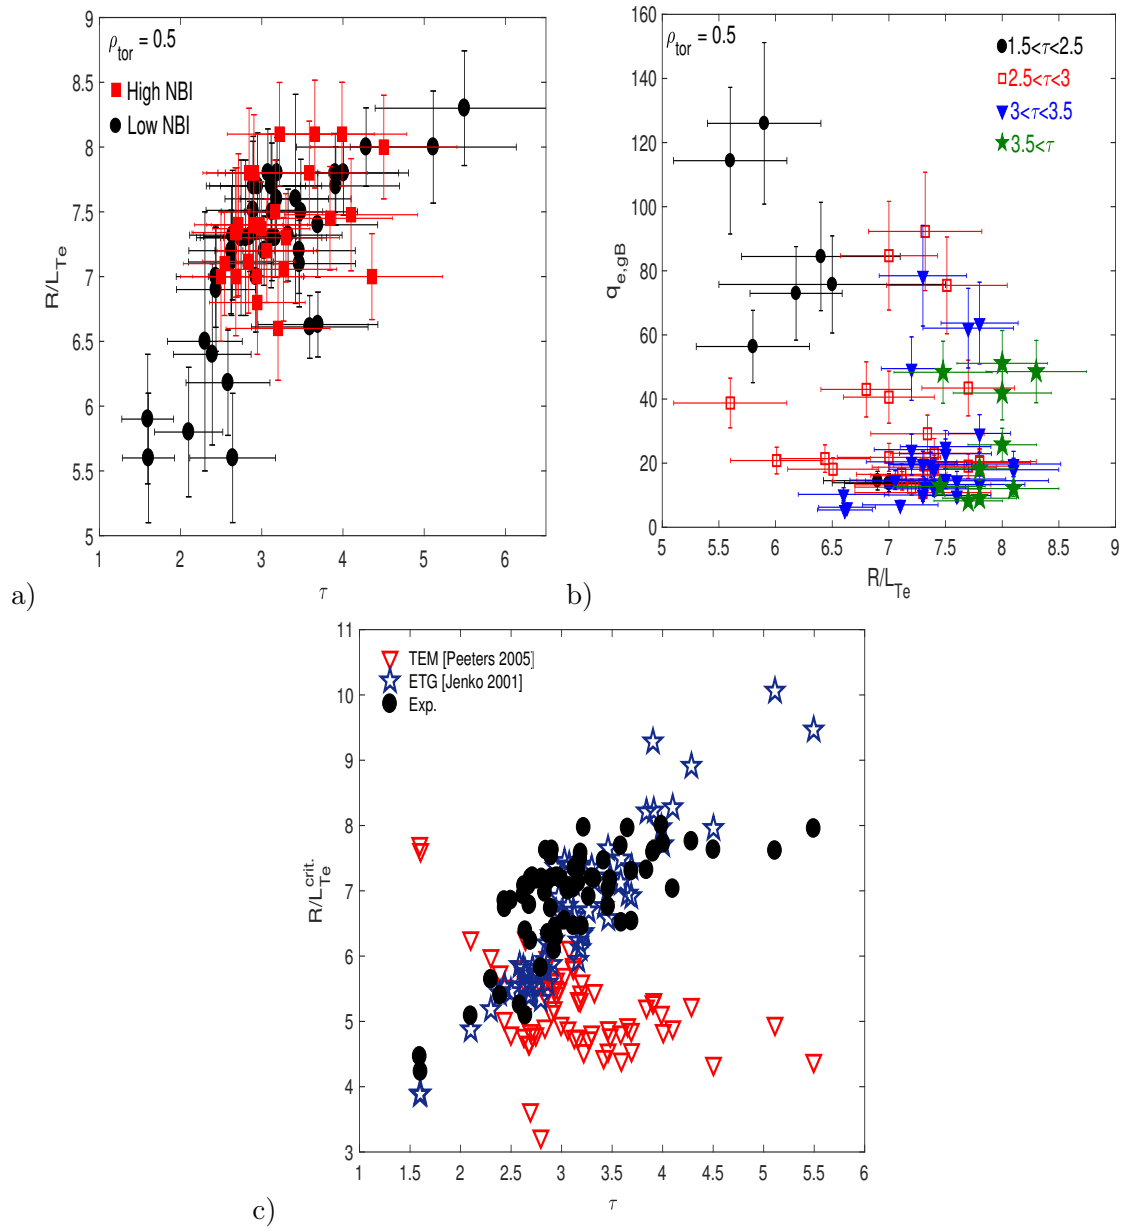 ρtor = 0.5
High NBI
Low NBI
9
8.5
8
7.5
7
6.5
6
5.5
5
R/LTe
1 2 3 4 5 6
τ
a)
ρtor = 0.5
1.5<τ<2.5
2.5<τ<3
3<τ<3.5
3.5<τ
160
140
120
100
80
60
40
20
0
qe,gB
5 5.5 6 6.5 7 7.5 8 8.5 9
R/LTe
b)
TEM [Peeters 2005]
ETG [Jenko 2001]
Exp.
11
10
9
8
7
6
5
4
3
R/LTe crit.
1 1.5 2 2.5 3 3.5 4 4.5 5 5.5 6
τ
c)